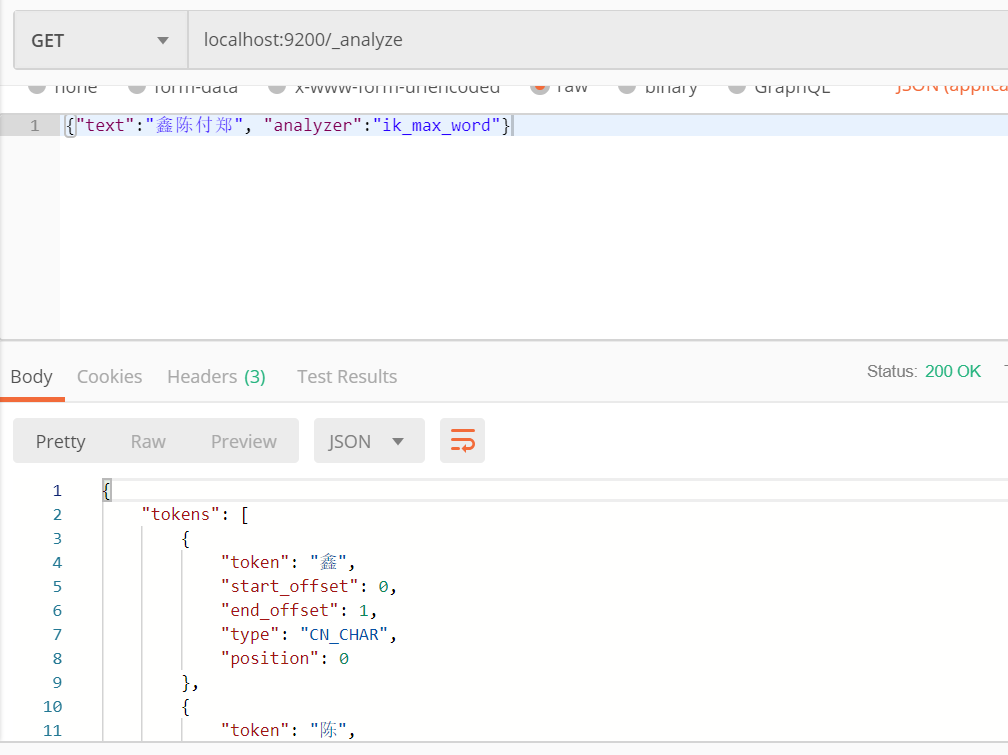 GET localhost:9200/_analyze
none form-data x-www-form-urlencoded raw binary GraphQL JSON (applica
1 {"text":"鑫陈付郑", "analyzer":"ik_max_word"}
Body Cookies Headers (3) Test Results Status: 200 OK
Pretty Raw Preview JSON
1 {
2 "tokens": [
3 {
4 "token": "鑫",
5 "start_offset": 0,
6 "end_offset": 1,
7 "type": "CN_CHAR",
8 "position": 0
9 },
10 {
11 "token": "陈",